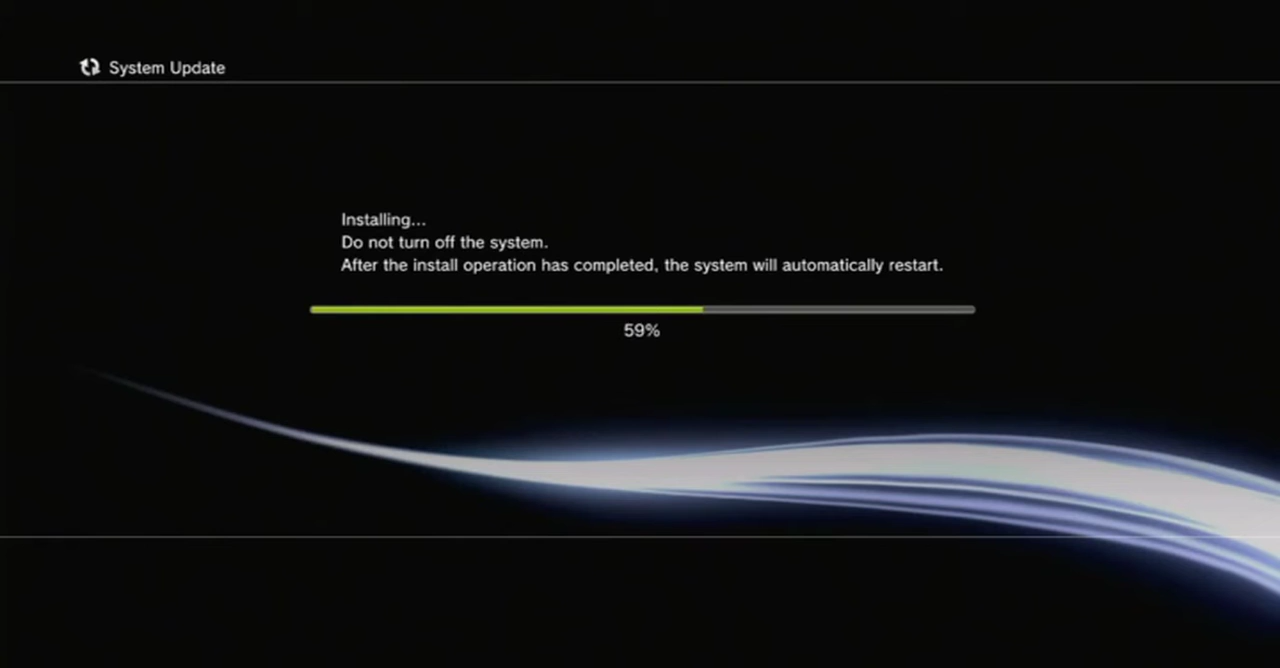 System Update
Installing...
Do not turn off the system.
After the install operation has completed, the system will automatically restart.
59%